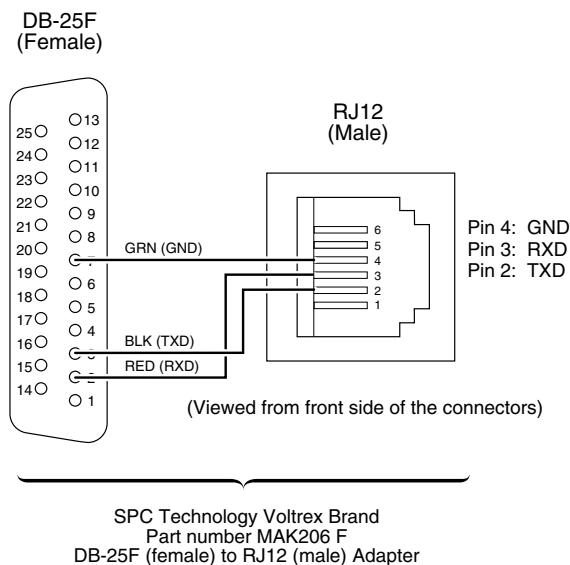 DB-25F
(Female)
13
25
12
24
11
23
10
22
9
21
8
20
GRN (GND)
19
6
18
5
17
4
16
BLK (TXD)
15
RED (RXD)
14
1
RJ12
(Male)
6
5
4
3
2
1
Pin 4: GND
Pin 3: RXD
Pin 2: TXD
(Viewed from front side of the connectors)
SPC Technology Voltrex Brand
Part number MAK206 F
DB-25F (female) to RJ12 (male) Adapter